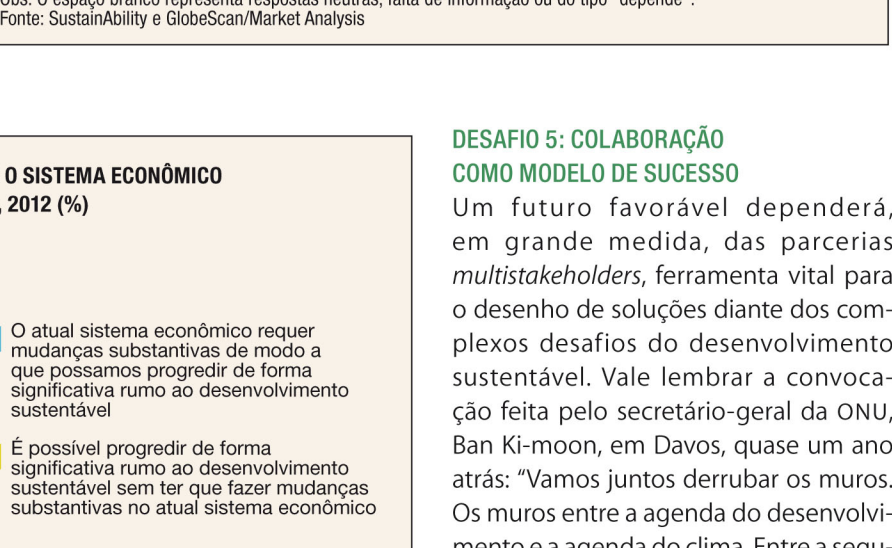 Obs: O espaço branco representa respostas neutras, falta de informação ou do tipo "depende".
Fonte: SustainAbility e GlobeScan/Market Analysis
O SISTEMA ECONÔMICO
, 2012 (%)
O atual sistema econômico requer
mudanças substantivas de modo a
que possamos progredir de forma
significativa rumo ao desenvolvimento
sustentável
É possível progredir de forma
significativa rumo ao desenvolvimento
sustentável sem ter que fazer mudanças
substantivas no atual sistema econômico
DESAFIO 5: COLABORAÇÃO
COMO MODELO DE SUCESSO
Um futuro favorável dependerá,
em grande medida, das parcerias
multistakeholders, ferramenta vital para
o desenho de soluções diante dos com-
plexos desafios do desenvolvimento
sustentável. Vale lembrar a convoca-
ção feita pelo secretário-geral da ONU,
Ban Ki-moon, em Davos, quase um ano
atrás: “Vamos juntos derrubar os muros.
Os muros entre a agenda do desenvolvi-
mento e a agenda do clima. Entre a segu-